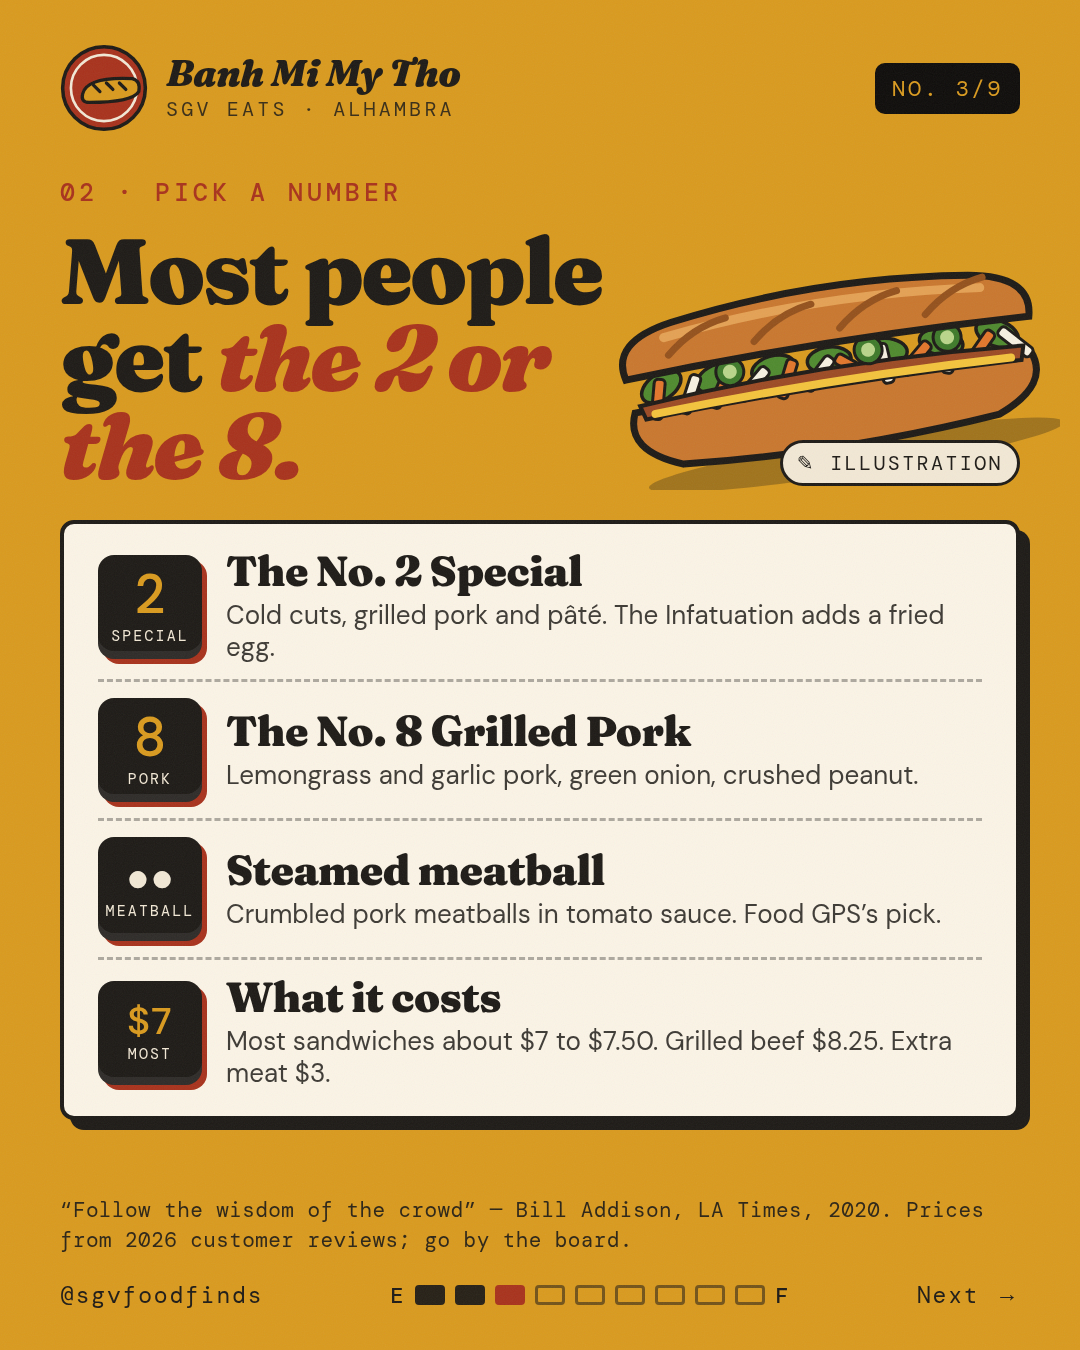 Banh Mi My Tho
SGV EATS · ALHAMBRA
NO. 3/9
02 · PICK A NUMBER
Most people
get the 2 or
the 8.
✎ ILLUSTRATION
2
SPECIAL
The No. 2 Special
Cold cuts, grilled pork and pâté. The Infatuation adds a fried
egg.
8
PORK
The No. 8 Grilled Pork
Lemongrass and garlic pork, green onion, crushed peanut.
●●
MEATBALL
Steamed meatball
Crumbled pork meatballs in tomato sauce. Food GPS’s pick.
$7
MOST
What it costs
Most sandwiches about $7 to $7.50. Grilled beef $8.25. Extra
meat $3.
“Follow the wisdom of the crowd” — Bill Addison, LA Times, 2020. Prices
from 2026 customer reviews; go by the board.
@sgvfoodfinds
E F
Next →